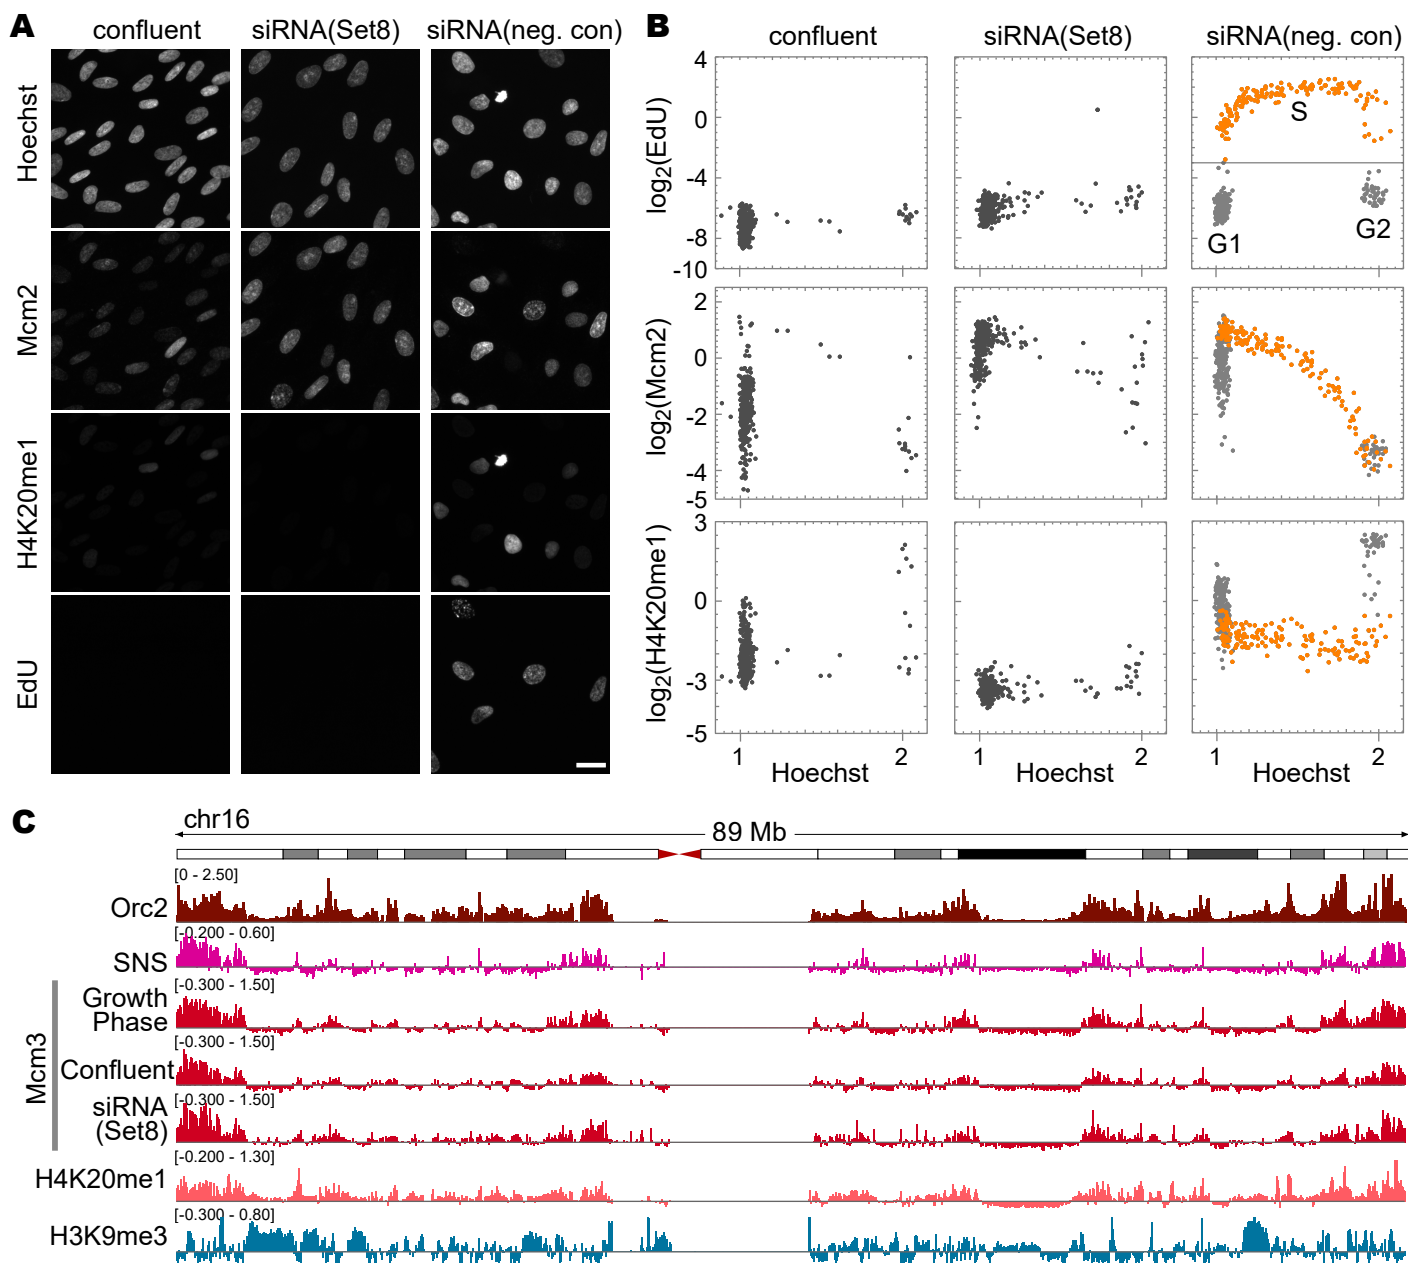 A
confluent
siRNA(Set8)
siRNA(neg. con)
Hoechst
Mcm2
H4K20me1
EdU
B
confluent
siRNA(Set8)
siRNA(neg. con)
log2(EdU)
4
0
-4
-8
-10
S
G1
G2
log2(Mcm2)
2
0
-2
-4
-5
log2(H4K20me1)
3
0
-3
-5
1
2
1
2
1
2
Hoechst
Hoechst
Hoechst
C
chr16
89 Mb
[0 - 2.50]
Orc2
[-0.200 - 0.60]
SNS
[-0.300 - 1.50]
Mcm3
Growth
Phase
[-0.300 - 1.50]
Confluent
[-0.300 - 1.50]
siRNA
(Set8)
[-0.200 - 1.30]
H4K20me1
[-0.300 - 0.80]
H3K9me3